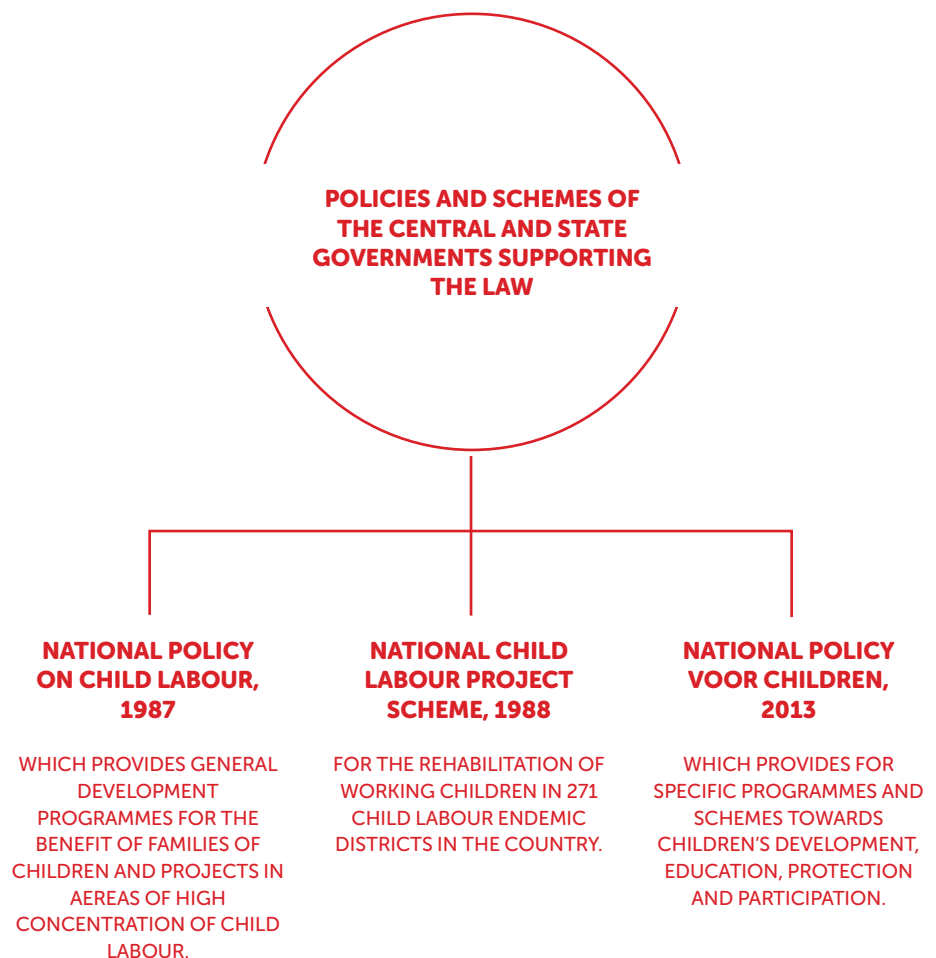 POLICIES AND SCHEMES OF
THE CENTRAL AND STATE
GOVERNMENTS SUPPORTING
THE LAW
NATIONAL POLICY
ON CHILD LABOUR,
1987
WHICH PROVIDES GENERAL
DEVELOPMENT
PROGRAMMES FOR THE
BENEFIT OF FAMILIES OF
CHILDREN AND PROJECTS IN
AEREAS OF HIGH
CONCENTRATION OF CHILD
LABOUR.
NATIONAL CHILD
LABOUR PROJECT
SCHEME, 1988
FOR THE REHABILITATION OF
WORKING CHILDREN IN 271
CHILD LABOUR ENDEMIC
DISTRICTS IN THE COUNTRY.
NATIONAL POLICY
VOOR CHILDREN,
2013
WHICH PROVIDES FOR
SPECIFIC PROGRAMMES AND
SCHEMES TOWARDS
CHILDREN’S DEVELOPMENT,
EDUCATION, PROTECTION
AND PARTICIPATION.